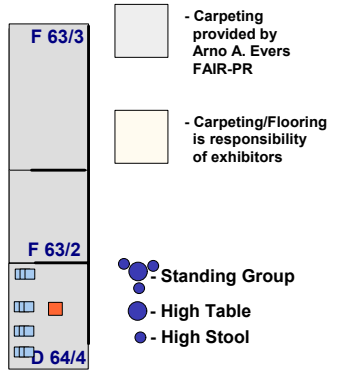 F 63/3
- Carpeting
provided by
Arno A. Evers
FAIR-PR
- Carpeting/Flooring
is responsibility
of exhibitors
F 63/2
- Standing Group
- High Table
- High Stool
D 64/4